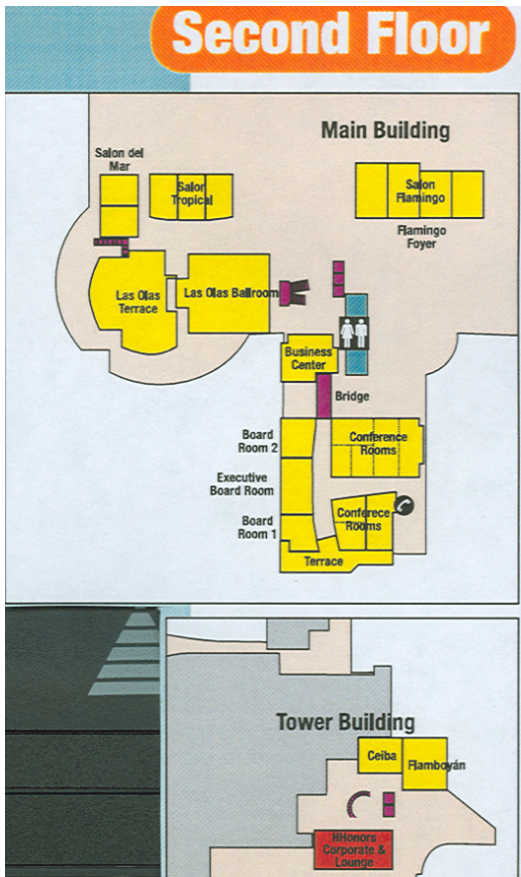 Second Floor
Main Building
Salon del
Mar
Salon
Tropical
Salon
Flamingo
Flamingo
Foyer
Las Olas
Terrace
Las Olas Ballroom
Business
Center
Bridge
Board
Room 2
Conference
Rooms
Executive
Board Room
Board
Room 1
Conferece
Rooms
Terrace
Tower Building
Ceiba
Flamboyán
HHonors
Corporate &
Lounge